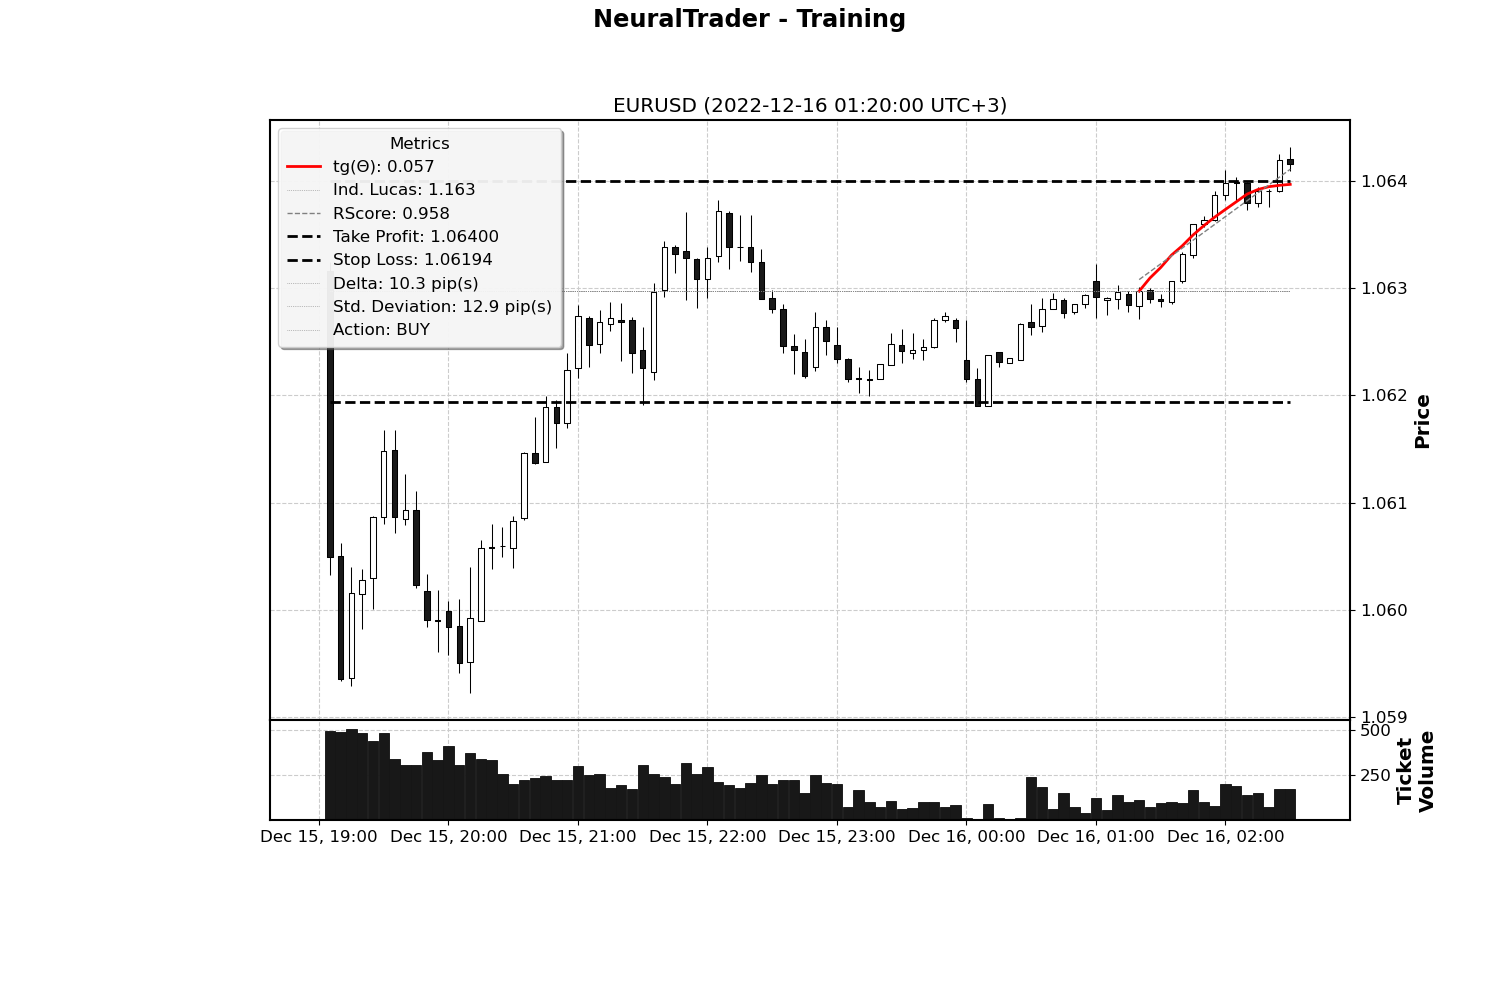 NeuralTrader - Training
EURUSD (2022-12-16 01:20:00 UTC+3)
Metrics
tg(Θ): 0.057
Ind. Lucas: 1.163
RScore: 0.958
Take Profit: 1.06400
Stop Loss: 1.06194
Delta: 10.3 pip(s)
Std. Deviation: 12.9 pip(s)
Action: BUY
1.064
1.063
1.062
1.061
1.060
1.059
Price
500
250
Ticket
Volume
Dec 15, 19:00
Dec 15, 20:00
Dec 15, 21:00
Dec 15, 22:00
Dec 15, 23:00
Dec 16, 00:00
Dec 16, 01:00
Dec 16, 02:00